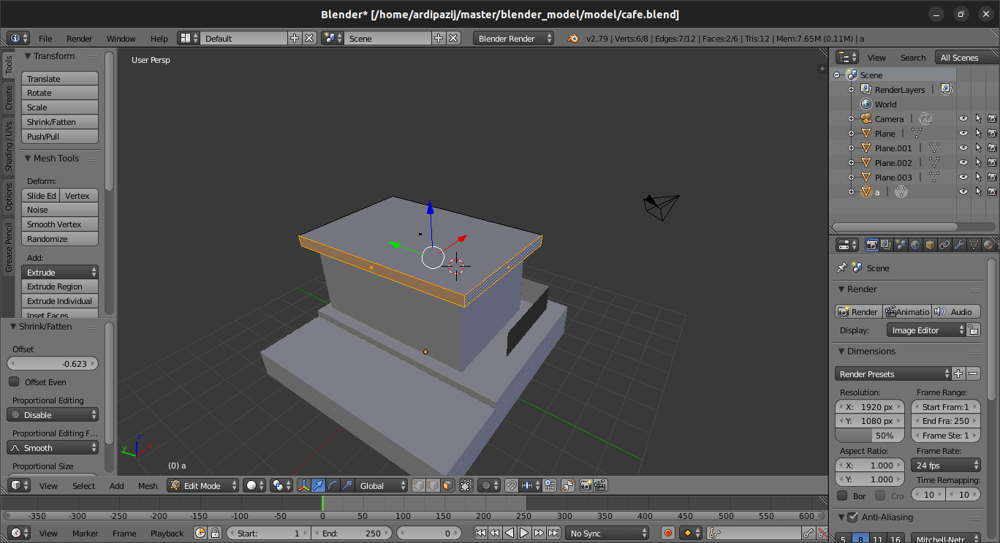 Blender* [/home/ardipazij/master/blender_model/model/cafe.blend]
File Render Window Help Default Scene Blender Render v2.79 | Verts:6/8 | Edges:7/12 | Faces:2/6 | Tris:12 | Mem:7.65M (0.11M) | a
Tools
Create
Shading / UVs
Options
Grease Pencil
Transform
Translate
Rotate
Scale
Shrink/Fatten
Push/Pull
Mesh Tools
Deform:
Slide Ed Vertex
Noise
Smooth Vertex
Randomize
Add:
Extrude
Extrude Region
Extrude Individual
Inset Faces
Shrink/Fatten
Offset
-0.623
Offset Even
Proportional Editing
Disable
Proportional Editing F...
Smooth
Proportional Size
User Persp
z
y
x
(0) a
View Select Add Mesh Edit Mode Global
-350 -300 -250 -200 -150 -100 -50 0 50 100 150 200 250 300 350 400 450 500 550 600
View Marker Frame Playback Start: 1 End: 250 0 No Sync
View Search All Scenes
Scene
RenderLayers |
World
Camera |
Plane |
Plane.001 |
Plane.002 |
Plane.003 |
a |
Scene
Render
Render Animatio Audio
Display: Image Editor
Dimensions
Render Presets
Resolution: Frame Range:
X: 1920 px Start Fram:1
Y: 1080 px End Fra: 250
50% Frame Ste: 1
Aspect Ratio: Frame Rate:
X: 1.000 24 fps
Y: 1.000 Time Remapping:
Bor Cro 10 10
Anti-Aliasing
5 8 11 16 Mitchell-Netr...